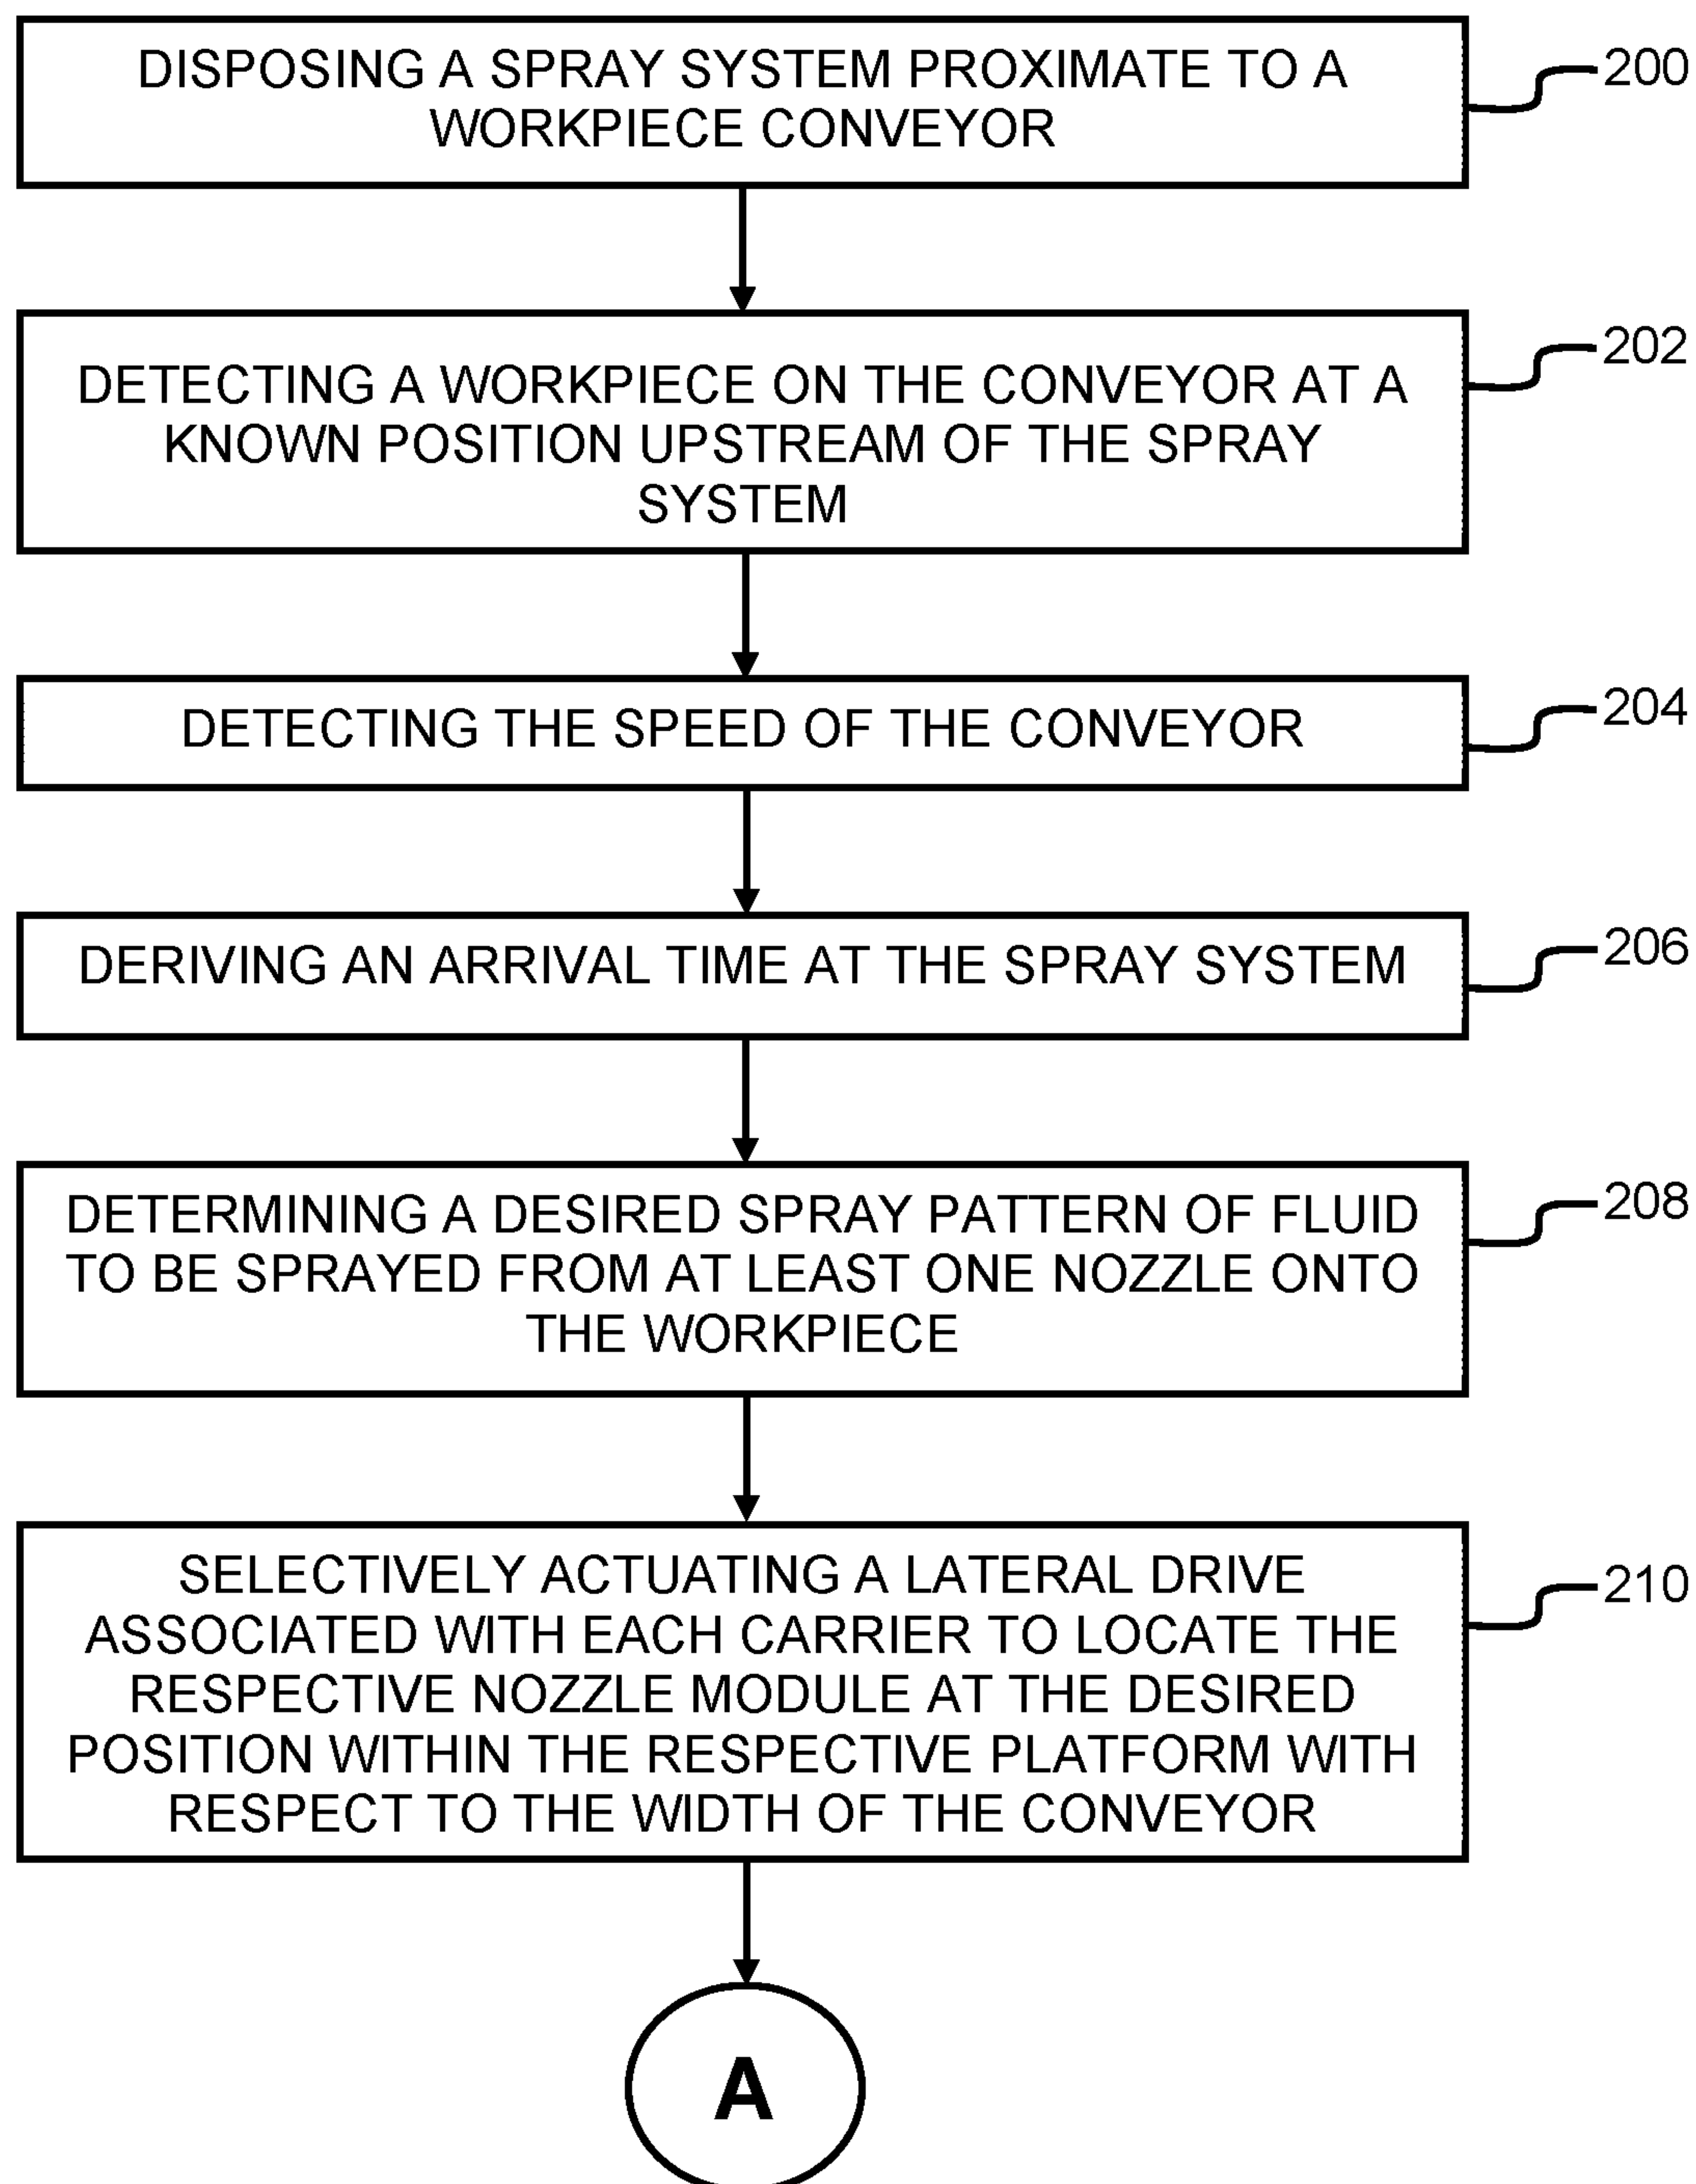 DISPOSING A SPRAY SYSTEM PROXIMATE TO A
WORKPIECE CONVEYOR
200
DETECTING A WORKPIECE ON THE CONVEYOR AT A
KNOWN POSITION UPSTREAM OF THE SPRAY
SYSTEM
202
DETECTING THE SPEED OF THE CONVEYOR
204
DERIVING AN ARRIVAL TIME AT THE SPRAY SYSTEM
206
DETERMINING A DESIRED SPRAY PATTERN OF FLUID
TO BE SPRAYED FROM AT LEAST ONE NOZZLE ONTO
THE WORKPIECE
208
SELECTIVELY ACTUATING A LATERAL DRIVE
ASSOCIATED WITH EACH CARRIER TO LOCATE THE
RESPECTIVE NOZZLE MODULE AT THE DESIRED
POSITION WITHIN THE RESPECTIVE PLATFORM WITH
RESPECT TO THE WIDTH OF THE CONVEYOR
210
A